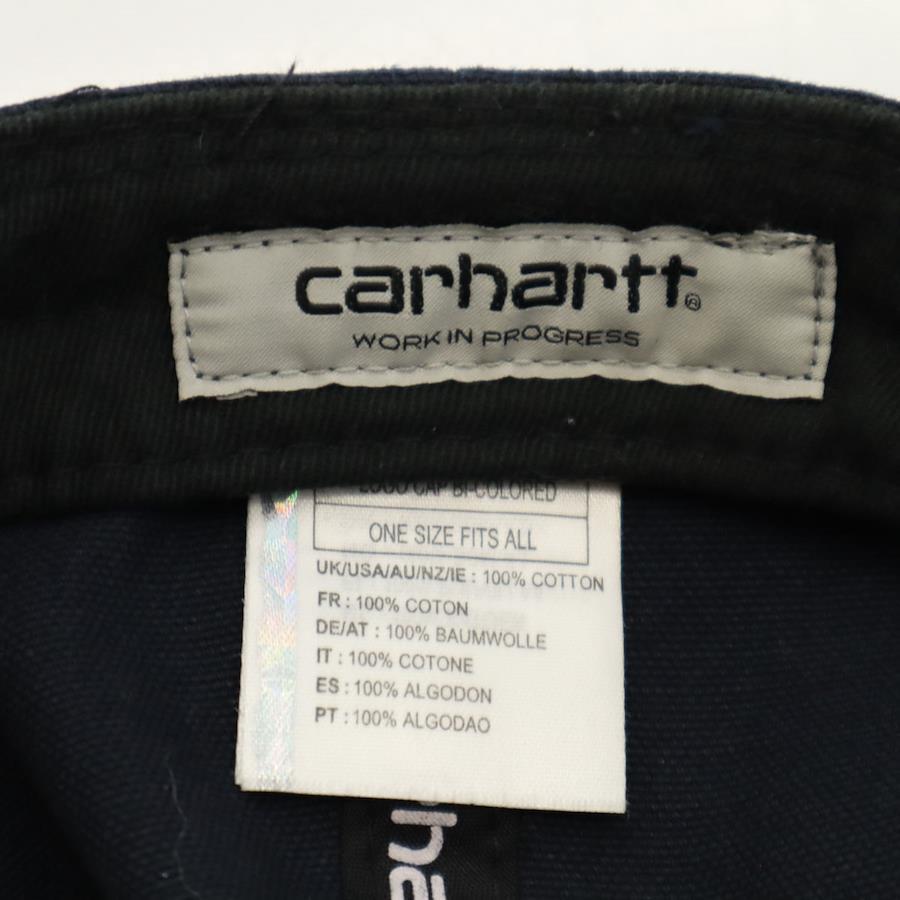 carhartt®
WORK IN PROGRESS
LOGO CAP BI-COLORED
ONE SIZE FITS ALL
UK/USA/AU/NZ/IE : 100% COTTON
FR : 100% COTON
DE/AT : 100% BAUMWOLLE
IT : 100% COTONE
ES : 100% ALGODON
PT : 100% ALGODAO
ha